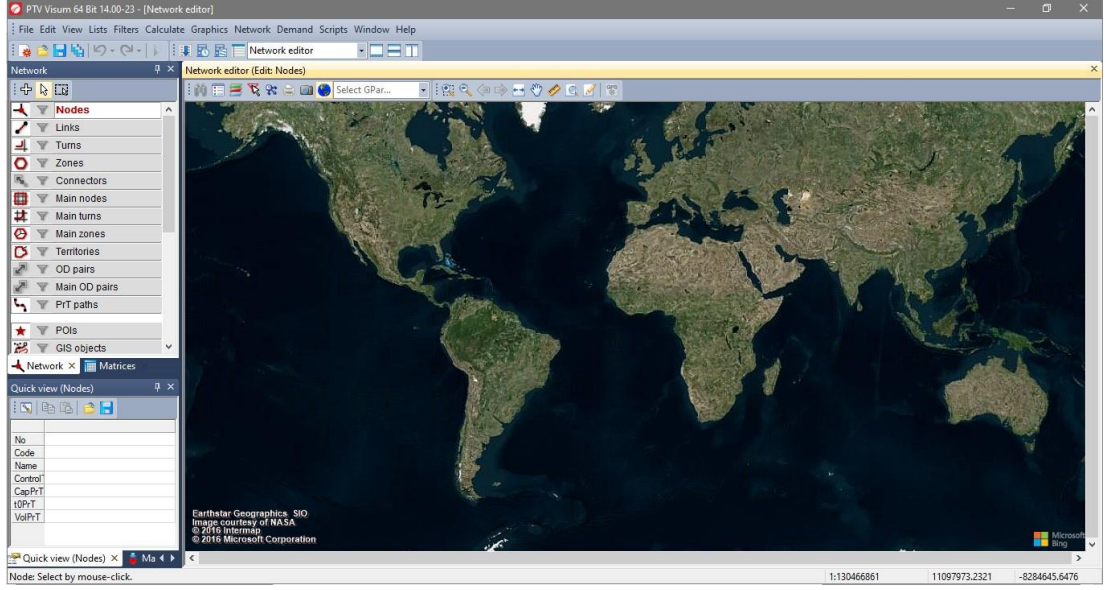 PTV Visum 64 Bit 14.00-23 - [Network editor]
File Edit View Lists Filters Calculate Graphics Network Demand Scripts Window Help
Network editor
Network
Network editor (Edit: Nodes)
Select GPar...
Nodes
Links
Turns
Zones
Connectors
Main nodes
Main turns
Main zones
Territories
OD pairs
Main OD pairs
PrT paths
POIs
GIS objects
Network Matrices
Quick view (Nodes)
No
Code
Name
Control
CapPrT
t0PrT
VolPrT
Earthstar Geographics SIO
Image courtesy of NASA
© 2016 Intermap
© 2016 Microsoft Corporation
Microsoft
Bing
Quick view (Nodes) Ma
Node: Select by mouse-click.
1:130466861 11097973.2321 -8284645.6476